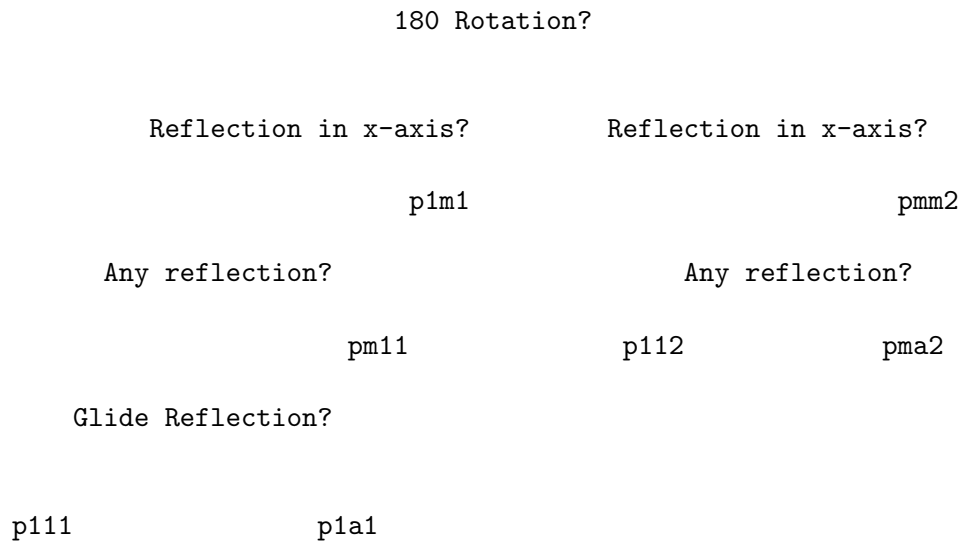 180 Rotation?
Reflection in x-axis? Reflection in x-axis?
p1m1 pmm2
Any reflection? Any reflection?
pm11 p112 pma2
Glide Reflection?
p111 p1a1